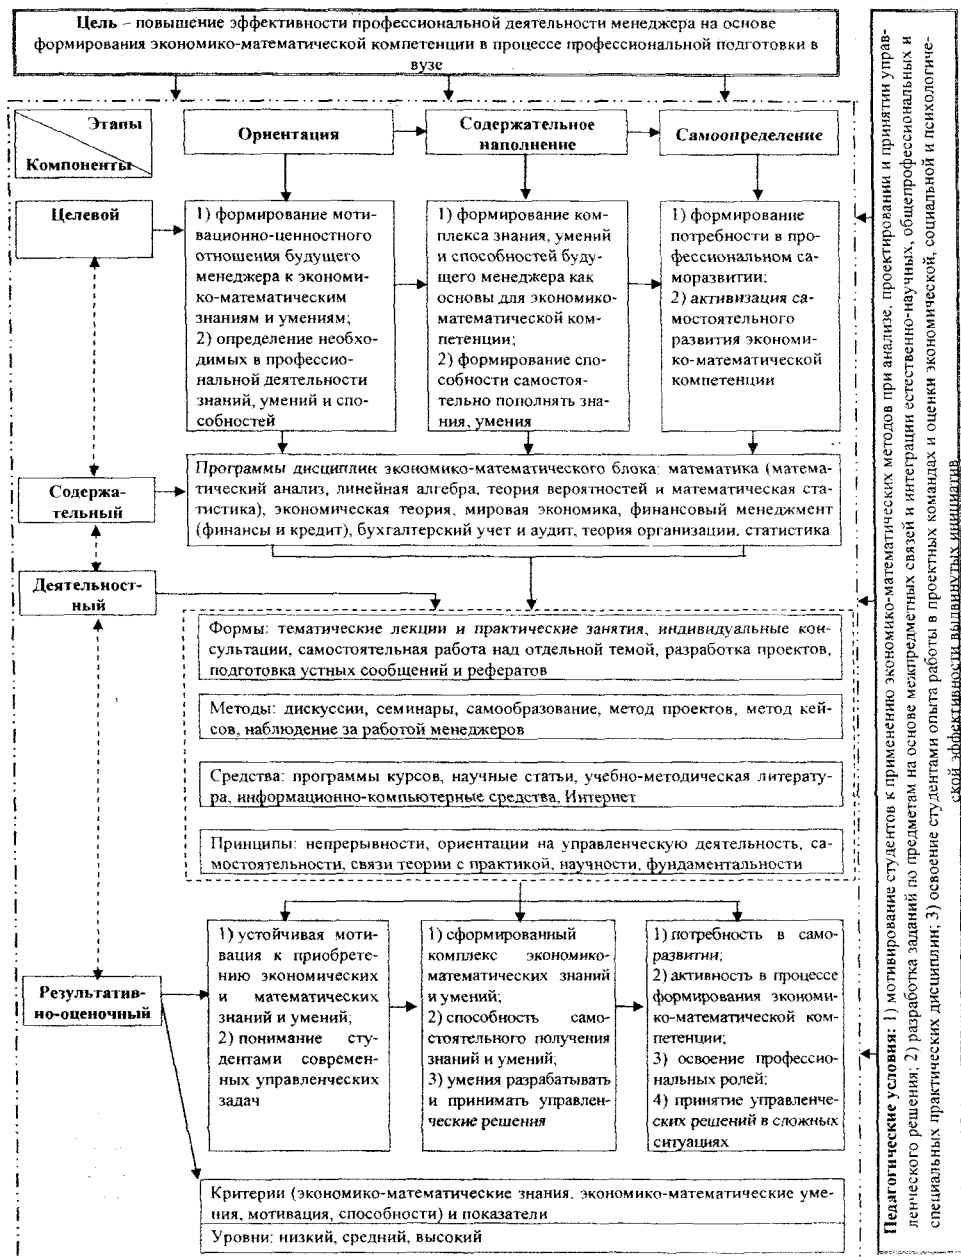 Цель – повышение эффективности профессиональной деятельности менеджера на основе
формирования экономико-математической компетенции в процессе профессиональной подготовки в
вузе
Этапы
Компоненты
Ориентация
Содержательное
наполнение
Самоопределение
Целевой
1) формирование моти-
вационно-ценностного
отношения будущего
менеджера к экономи-
ко-математическим
знаниям и умениям;
2) определение необхо-
димых в профессио-
нальной деятельности
знаний, умений и спо-
собностей
1) формирование ком-
плекса знания, умений
и способностей буду-
щего менеджера как
основы для экономико-
математической ком-
петенции;
2) формирование спо-
собности самостоя-
тельно пополнять зна-
ния, умения
1) формирование
потребности в про-
фессиональном са-
моразвитии;
2) активизация са-
мостоятельного
развития экономи-
ко-математической
компетенции
Содержа-
тельный
Программы дисциплин экономико-математического блока: математика (матема-
тический анализ, линейная алгебра, теория вероятностей и математическая ста-
тистика), экономическая теория, мировая экономика, финансовый менеджмент
(финансы и кредит), бухгалтерский учет и аудит, теория организации, статистика
Деятельност-
ный
Формы: тематические лекции и практические занятия, индивидуальные кон-
сультации, самостоятельная работа над отдельной темой, разработка проектов,
подготовка устных сообщений и рефератов
Методы: дискуссии, семинары, самообразование, метод проектов, метод кей-
сов, наблюдение за работой менеджеров
Средства: программы курсов, научные статьи, учебно-методическая литерату-
ра, информационно-компьютерные средства, Интернет
Принципы: непрерывности, ориентации на управленческую деятельность, са-
мостоятельности, связи теории с практикой, научности, фундаментальности
Результатив-
но-оценочный
1) устойчивая моти-
вация к приобрете-
нию экономических
и математических
знаний и умений;
2) понимание сту-
дентами современ-
ных управленческих
задач
1) сформированный
комплекс экономико-
математических знаний
и умений;
2) способность само-
стоятельного получения
знаний и умений;
3) умения разрабатывать
и принимать управлен-
ческие решения
1) потребность в само-
развитии;
2) активность в процессе
формирования экономи-
ко-математической ком-
петенции;
3) освоение профессио-
нальных ролей;
4) принятие управленче-
ских решений в сложных
ситуациях
Критерии (экономико-математические знания, экономико-математические уме-
ния, мотивация, способности) и показатели
Уровни: низкий, средний, высокий
Педагогические условия: 1) мотивирование студентов к применению экономико-математических методов при анализе, проектировании и принятии управ-
ленческого решения; 2) разработка заданий по предметам на основе межпредметных связей и интеграции естественно-научных, общепрофессиональных и
специальных практических дисциплин; 3) освоение студентами опыта работы в проектных командах и оценки экономической, социальной и психологиче-
ской эффективности выдвинутых инициатив